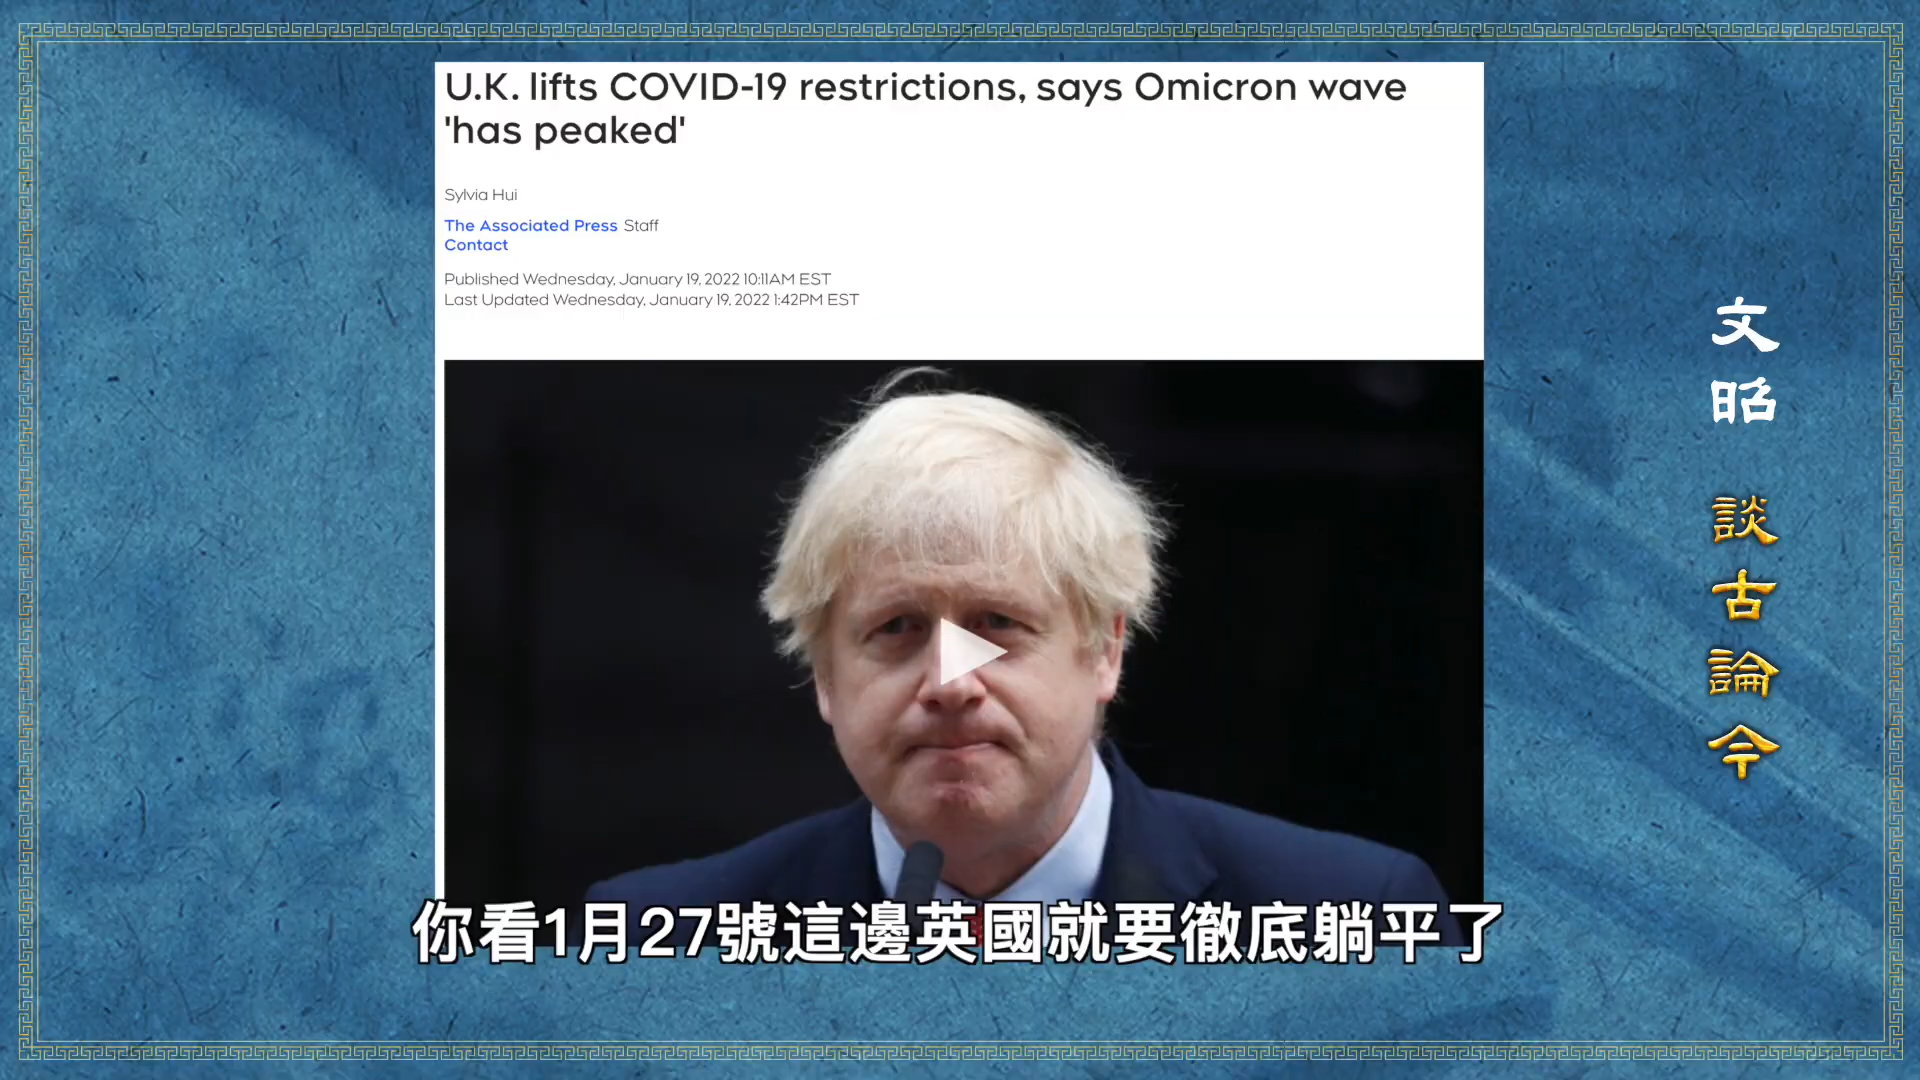 U.K. lifts COVID-19 restrictions, says Omicron wave
'has peaked'
Sylvia Hui
The Associated Press Staff
Contact
Published Wednesday, January 19, 2022 10:11AM EST
Last Updated Wednesday, January 19, 2022 1:42PM EST
文昭
談古論今
你看1月27號這邊英國就要徹底躺平了